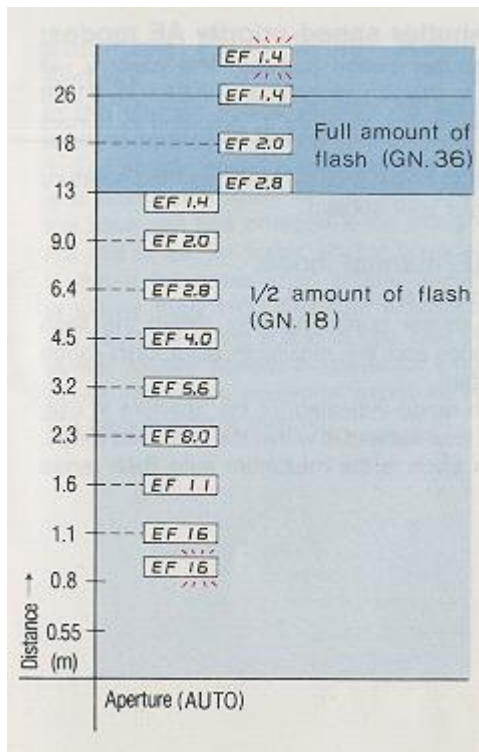 EF 1.4
26
EF 1.4
18
EF 2.0
Full amount of
flash (GN. 36)
EF 2.8
13
EF 1.4
9.0
EF 2.0
6.4
EF 2.8
1/2 amount of flash
(GN. 18)
4.5
EF 4.0
3.2
EF 5.6
2.3
EF 8.0
1.6
EF 11
1.1
EF 16
EF 16
0.8
0.55
(m)
Distance →
Aperture (AUTO)